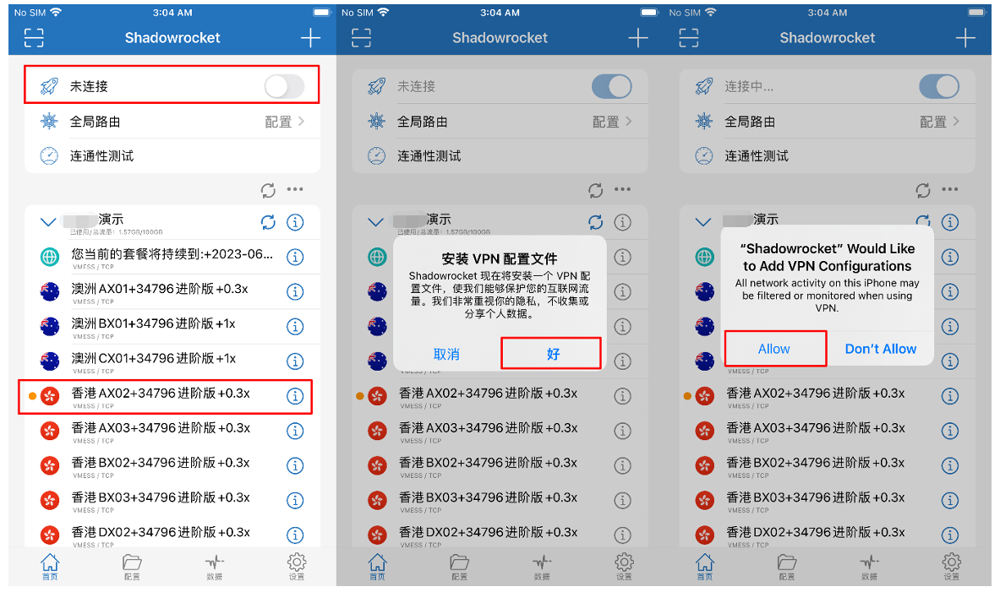 No SIM 3:04 AM
Shadowrocket
未连接
全局路由 配置
连通性测试
演示
已使用/总流量：1.57GB/100GB
您当前的套餐将持续到:+2023-06...
VMESS / TCP
澳洲 AX01+34796 进阶版 +0.3x
VMESS / TCP
澳洲 BX01+34796 进阶版 +1x
VMESS / TCP
澳洲 CX01+34796 进阶版 +1x
VMESS / TCP
香港 AX02+34796 进阶版 +0.3x
VMESS / TCP
香港 AX03+34796 进阶版 +0.3x
VMESS / TCP
香港 BX02+34796 进阶版 +0.3x
VMESS / TCP
香港 BX03+34796 进阶版 +0.3x
VMESS / TCP
香港 DX02+34796 进阶版 +0.3x
VMESS / TCP
首页 配置 数据 设置
No SIM 3:04 AM
Shadowrocket
未连接
全局路由 配置
连通性测试
演示
已使用/总流量：1.57GB/100GB
安装 VPN 配置文件
Shadowrocket 现在将安装一个 VPN 配
置文件，使我们能够保护您的互联网流
量。我们非常重视你的隐私，不收集或
分享个人数据。
取消 好
VMESS / TCP
香港 AX02+34796 进阶版 +0.3x
VMESS / TCP
香港 AX03+34796 进阶版 +0.3x
VMESS / TCP
香港 BX02+34796 进阶版 +0.3x
VMESS / TCP
香港 BX03+34796 进阶版 +0.3x
VMESS / TCP
香港 DX02+34796 进阶版 +0.3x
VMESS / TCP
首页 配置 数据 设置
No SIM 3:04 AM
Shadowrocket
连接中...
全局路由 配置
连通性测试
演示
“Shadowrocket” Would Like
to Add VPN Configurations
All network activity on this iPhone may
be filtered or monitored when using
VPN.
Allow Don’t Allow
VMESS / TCP
香港 AX02+34796 进阶版 +0.3x
VMESS / TCP
香港 AX03+34796 进阶版 +0.3x
VMESS / TCP
香港 BX02+34796 进阶版 +0.3x
VMESS / TCP
香港 BX03+34796 进阶版 +0.3x
VMESS / TCP
香港 DX02+34796 进阶版 +0.3x
VMESS / TCP
首页 配置 数据 设置